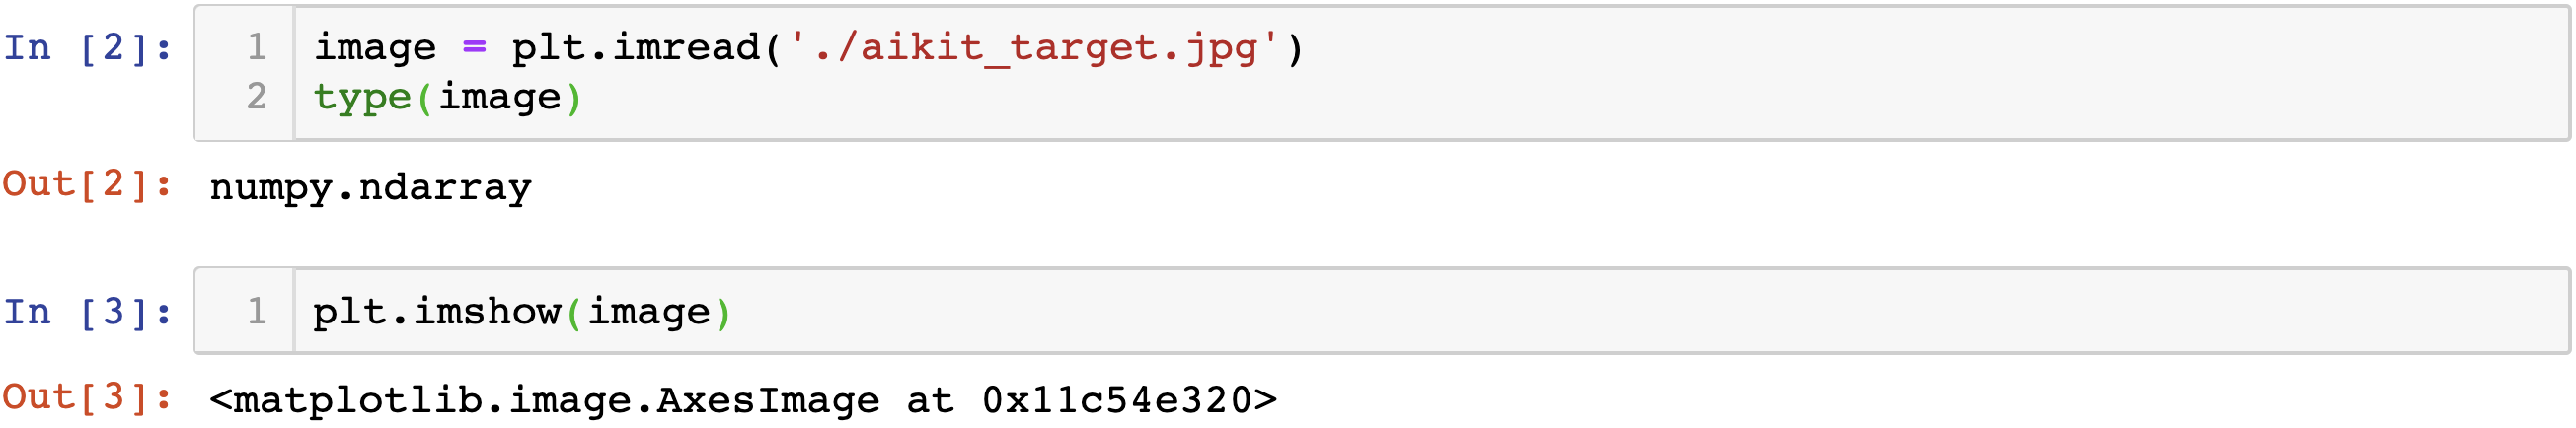 In [2]:
1 image = plt.imread('./aikit_target.jpg')
2 type(image)
Out[2]: numpy.ndarray
In [3]:
1 plt.imshow(image)
Out[3]: <matplotlib.image.AxesImage at 0x11c54e320>